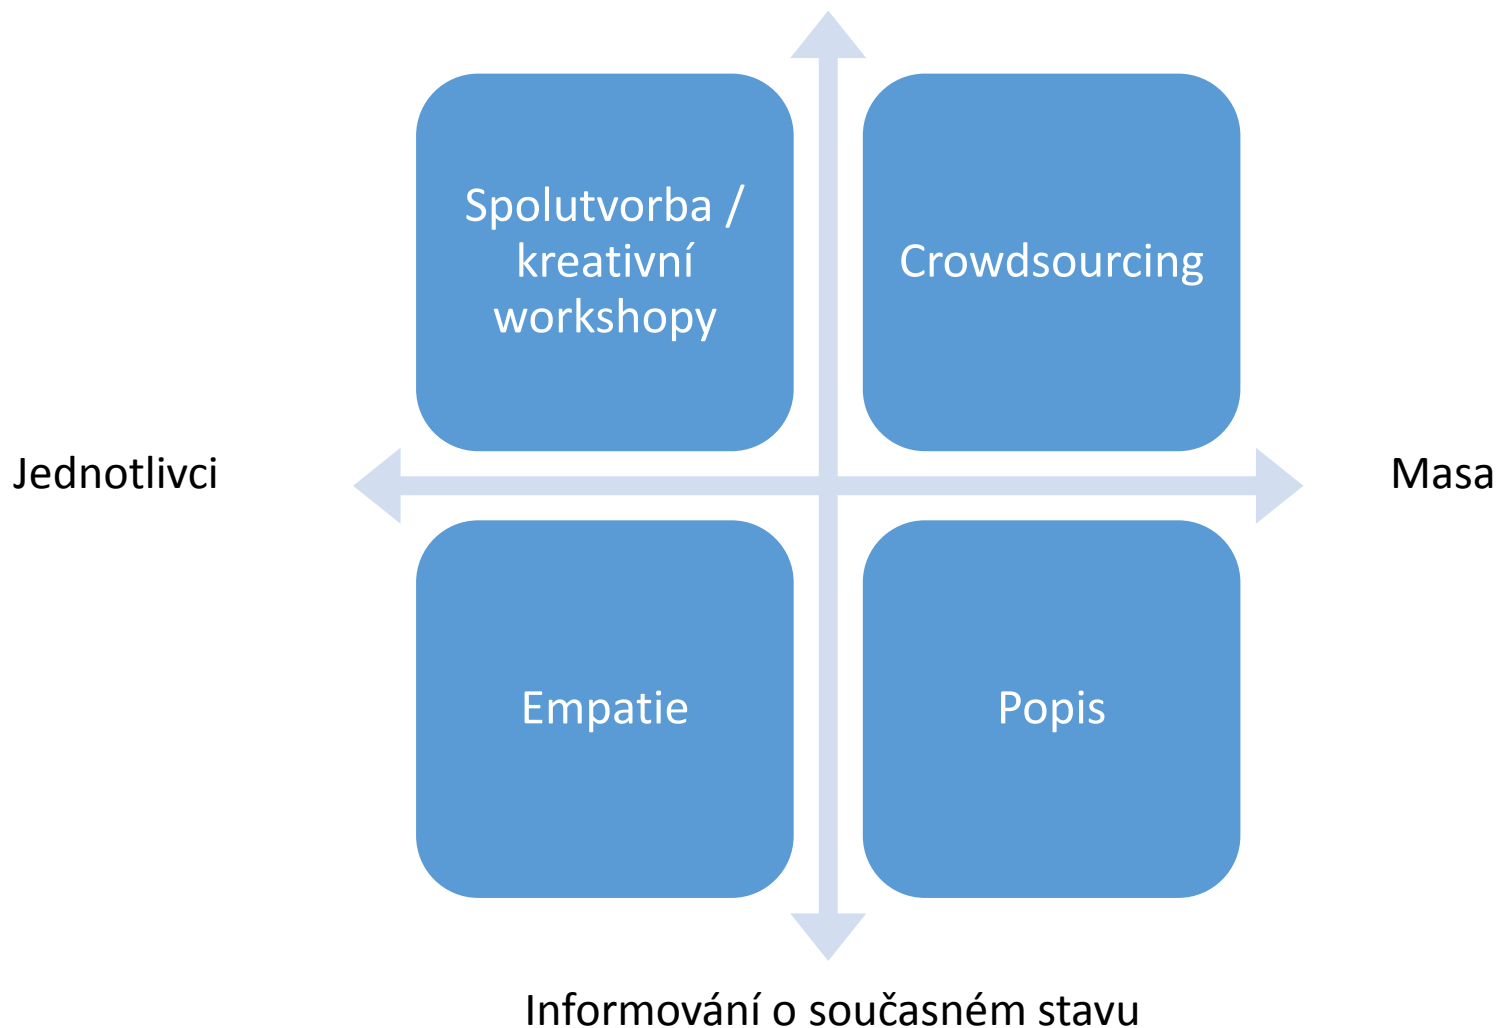 Spolutvorba /
kreativní
workshopy
Crowdsourcing
Jednotlivci
Masa
Empatie
Popis
Informování o současném stavu